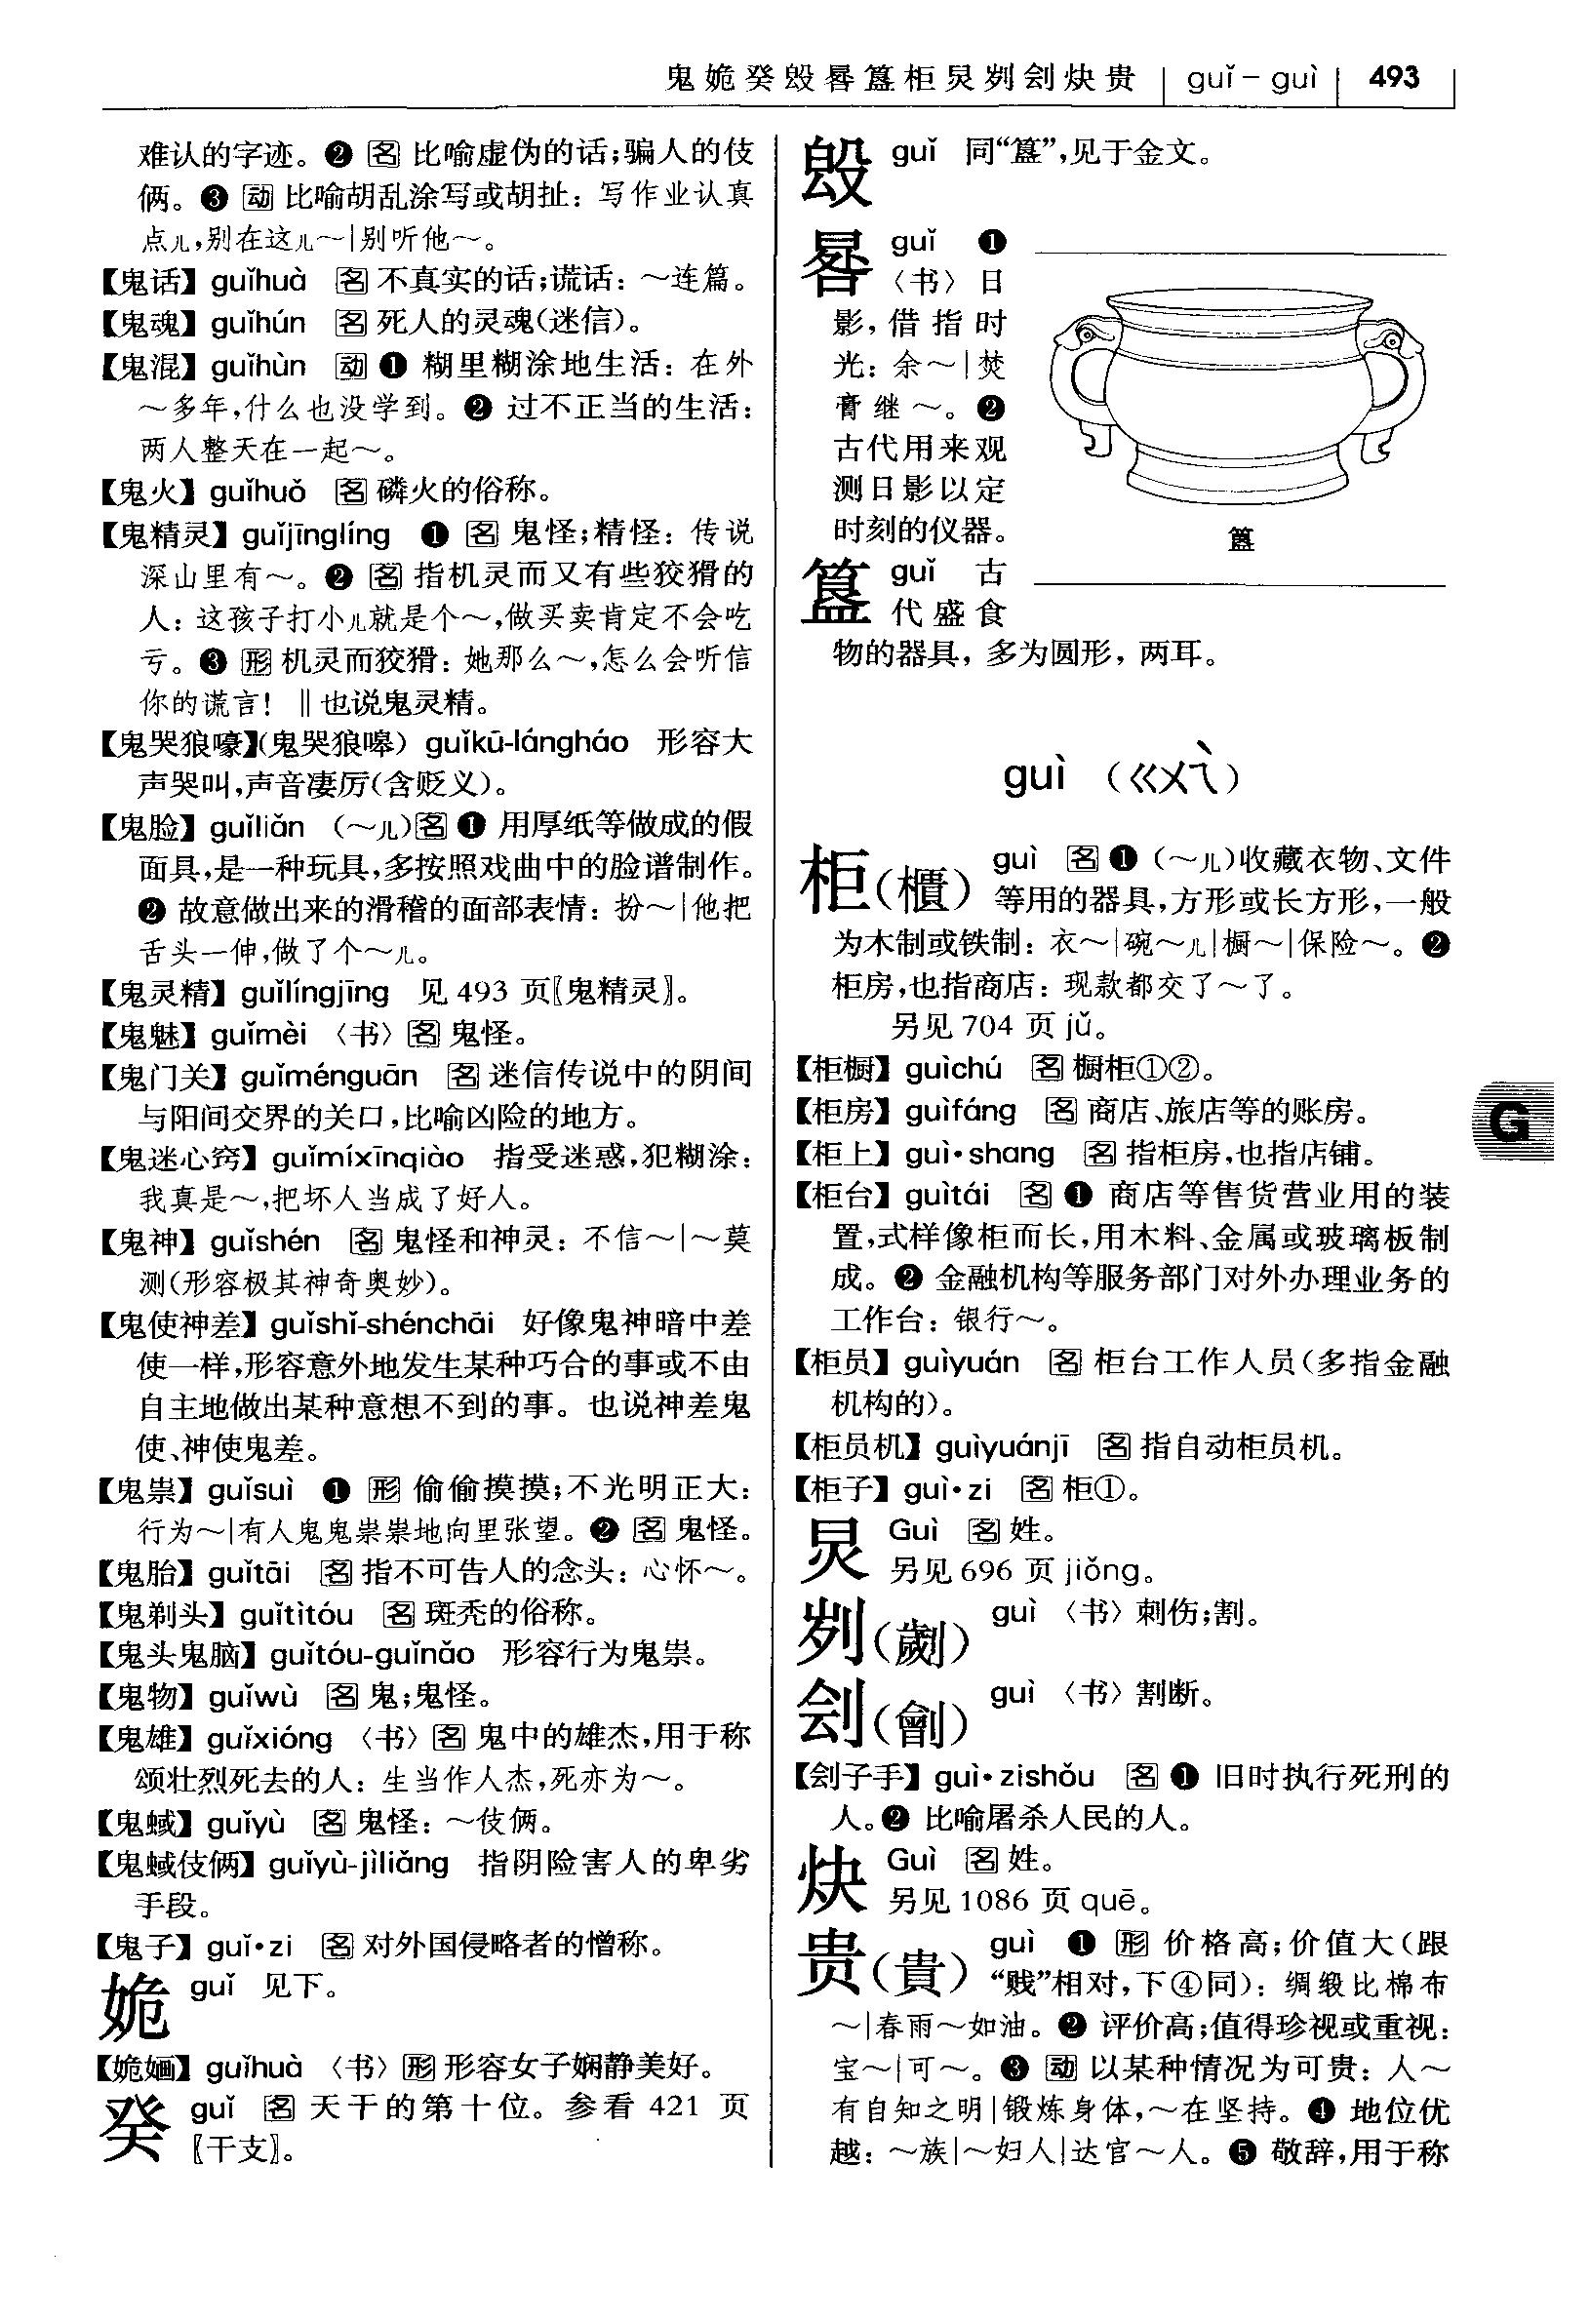 鬼姽癸𣪘晷簋柜炅刿刽炔贵 guǐ－guì 493
难认的字迹。❷ 名 比喻虚伪的话;骗人的伎
俩。❸ 动 比喻胡乱涂写或胡扯：写作业认真
点儿,别在这儿～|别听他～。
【鬼话】guǐhuà 名 不真实的话;谎话：～连篇。
【鬼魂】guǐhún 名 死人的灵魂(迷信)。
【鬼混】guǐhùn 动 ❶ 糊里糊涂地生活：在外
～多年,什么也没学到。❷ 过不正当的生活：
两人整天在一起～。
【鬼火】guǐhuǒ 名 磷火的俗称。
【鬼精灵】guǐjīnglíng ❶ 名 鬼怪;精怪：传说
深山里有～。❷ 名 指机灵而又有些狡猾的
人：这孩子打小儿就是个～,做买卖肯定不会吃
亏。❸ 形 机灵而狡猾：她那么～,怎么会听信
你的谎言！‖也说鬼灵精。
【鬼哭狼嚎】(鬼哭狼嗥) guǐkū-lángháo 形容大
声哭叫,声音凄厉(含贬义)。
【鬼脸】guǐliǎn (～儿)名 ❶ 用厚纸等做成的假
面具,是一种玩具,多按照戏曲中的脸谱制作。
❷ 故意做出来的滑稽的面部表情：扮～|他把
舌头一伸,做了个～儿。
【鬼灵精】guǐlíngjīng 见 493 页〖鬼精灵〗。
【鬼魅】guǐmèi 〈书〉名 鬼怪。
【鬼门关】guǐménguān 名 迷信传说中的阴间
与阳间交界的关口,比喻凶险的地方。
【鬼迷心窍】guǐmíxīnqiào 指受迷惑,犯糊涂：
我真是～,把坏人当成了好人。
【鬼神】guǐshén 名 鬼怪和神灵：不信～|～莫
测(形容极其神奇奥妙)。
【鬼使神差】guǐshǐ-shénchāi 好像鬼神暗中差
使一样,形容意外地发生某种巧合的事或不由
自主地做出某种意想不到的事。也说神差鬼
使、神使鬼差。
【鬼祟】guǐsuì ❶ 形 偷偷摸摸;不光明正大：
行为～|有人鬼鬼祟祟地向里张望。❷ 名 鬼怪。
【鬼胎】guǐtāi 名 指不可告人的念头：心怀～。
【鬼剃头】guǐtìtóu 名 斑秃的俗称。
【鬼头鬼脑】guǐtóu-guǐnǎo 形容行为鬼祟。
【鬼物】guǐwù 名 鬼;鬼怪。
【鬼雄】guǐxióng 〈书〉名 鬼中的雄杰,用于称
颂壮烈死去的人：生当作人杰,死亦为～。
【鬼蜮】guǐyù 名 鬼怪：～伎俩。
【鬼蜮伎俩】guǐyù-jìliǎng 指阴险害人的卑劣
手段。
【鬼子】guǐ·zi 名 对外国侵略者的憎称。
姽 guǐ 见下。
【姽婳】guǐhuà 〈书〉形 形容女子娴静美好。
癸 guǐ 名 天干的第十位。参看 421 页
〖干支〗。
𣪘 guǐ 同“簋”,见于金文。
晷 guǐ ❶
〈书〉日
影,借指时
光：余～|焚
膏继～。❷
古代用来观
测日影以定
时刻的仪器。
簋
簋 guǐ 古
代盛食
物的器具,多为圆形,两耳。
guì （ㄍㄨㄟˋ）
柜(櫃) guì 名 ❶ (～儿)收藏衣物、文件
等用的器具,方形或长方形,一般
为木制或铁制：衣～|碗～儿|橱～|保险～。❷
柜房,也指商店：现款都交了～了。
另见 704 页 jǔ。
【柜橱】guìchú 名 橱柜①②。
【柜房】guìfáng 名 商店、旅店等的账房。
【柜上】guì·shang 名 指柜房,也指店铺。
【柜台】guìtái 名 ❶ 商店等售货营业用的装
置,式样像柜而长,用木料、金属或玻璃板制
成。❷ 金融机构等服务部门对外办理业务的
工作台：银行～。
【柜员】guìyuán 名 柜台工作人员(多指金融
机构的)。
【柜员机】guìyuánjī 名 指自动柜员机。
【柜子】guì·zi 名 柜①。
炅 Guì 名 姓。
另见 696 页 jiǒng。
刿(劌) guì 〈书〉刺伤;割。
刽(劊) guì 〈书〉割断。
【刽子手】guì·zishǒu 名 ❶ 旧时执行死刑的
人。❷ 比喻屠杀人民的人。
炔 Guì 名 姓。
另见 1086 页 quē。
贵(貴) guì ❶ 形 价格高;价值大(跟
“贱”相对,下④同)：绸缎比棉布
～|春雨～如油。❷ 评价高;值得珍视或重视：
宝～|可～。❸ 动 以某种情况为可贵：人～
有自知之明|锻炼身体,～在坚持。❹ 地位优
越：～族|～妇人|达官～人。❺ 敬辞,用于称
G